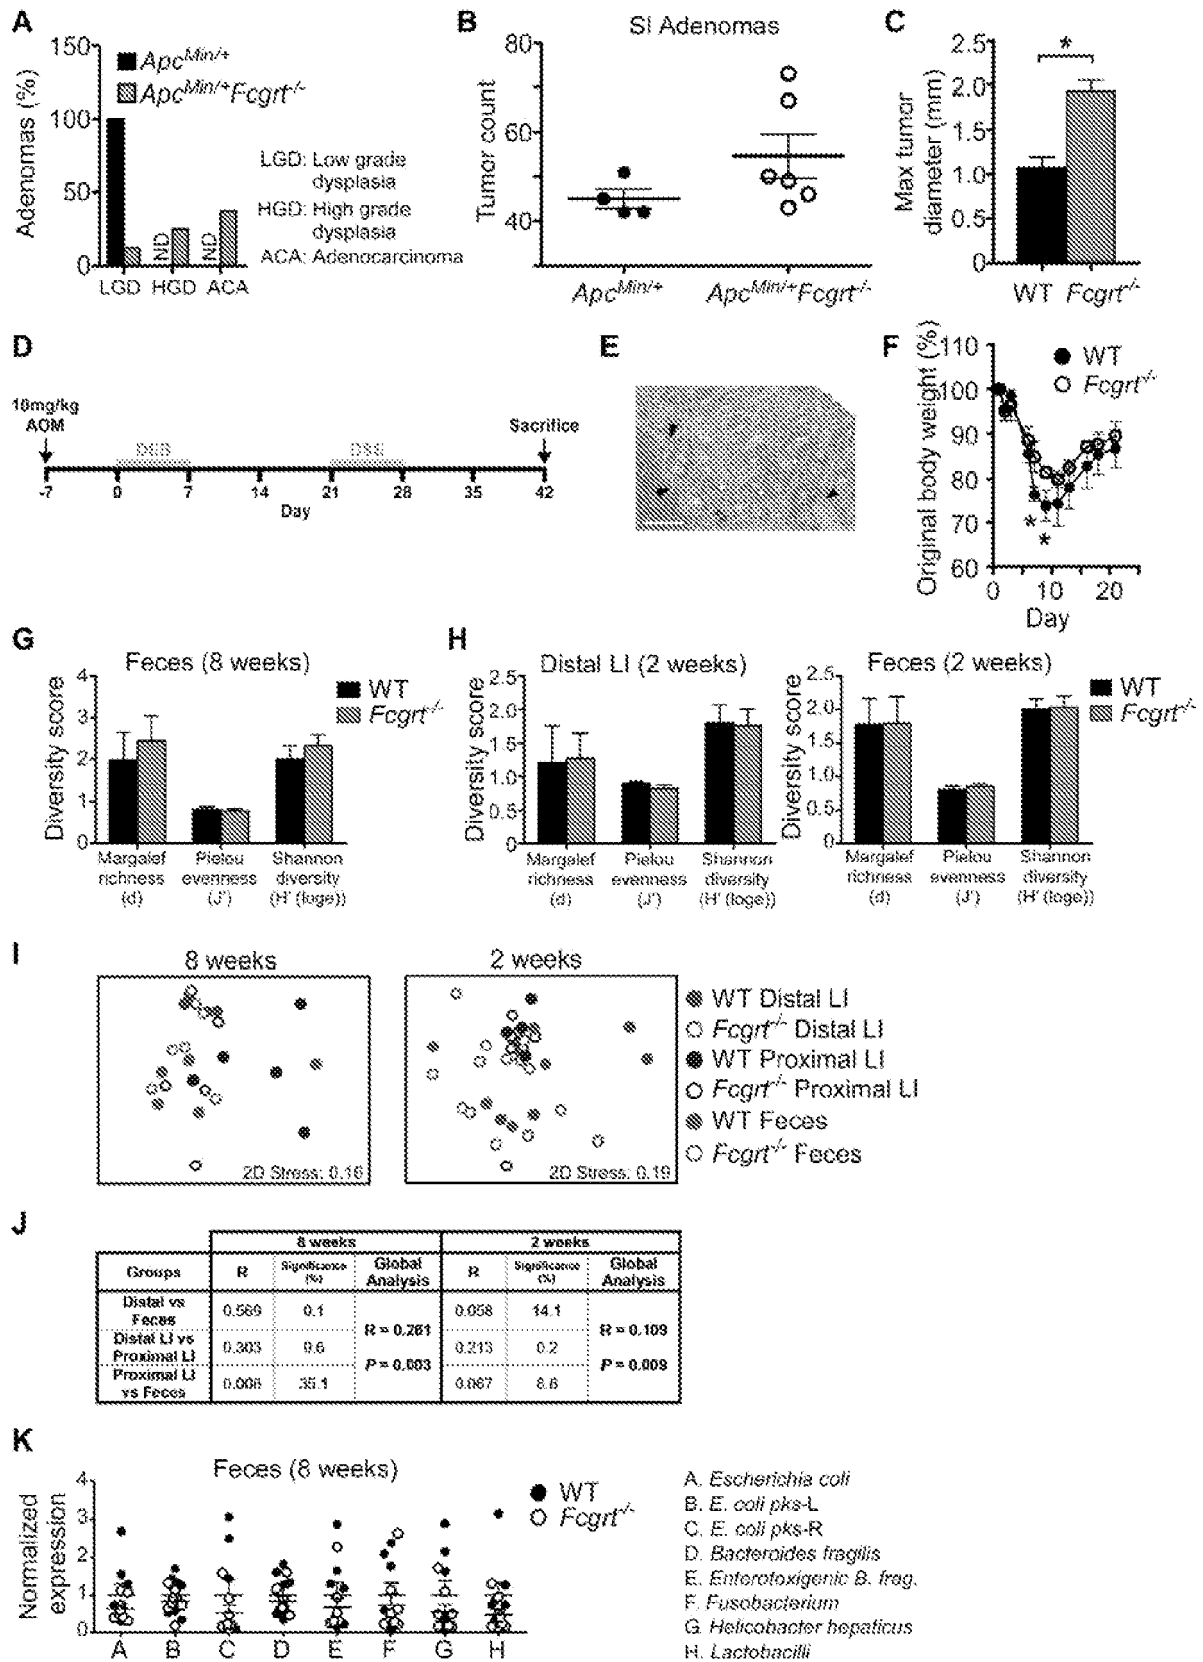 A
150
100
50
0
Adenomas (%)
Apc^Min/+
Apc^Min/+Fcgrt^-/-
LGD: Low grade
dysplasia
HGD: High grade
dysplasia
ACA: Adenocarcinoma
ND
ND
LGD HGD ACA
B
SI Adenomas
80
60
40
Tumor count
Apc^Min/+
Apc^Min/+Fcgrt^-/-
C
2.5
2.0
1.5
1.0
0.5
0
Max tumor
diameter (mm)
*
WT Fcgrt^-/-
D
10mg/kg
AOM
DSS
DSS
Sacrifice
-7 0 7 14 21 28 35 42
Day
E
F
Original body weight (%)
110
100
90
80
70
60
WT
Fcgrt^-/-
*
*
0 10 20
Day
G
Feces (8 weeks)
Diversity score
4
3
2
1
0
WT
Fcgrt^-/-
Margalef
richness
(d)
Pielou
evenness
(J')
Shannon
diversity
(H' (loge))
H
Distal LI (2 weeks)
Diversity score
2.5
2.0
1.5
1.0
0.5
0
Margalef
richness
(d)
Pielou
evenness
(J')
Shannon
diversity
(H' (loge))
Feces (2 weeks)
Diversity score
2.5
2.0
1.5
1.0
0.5
0
WT
Fcgrt^-/-
Margalef
richness
(d)
Pielou
evenness
(J')
Shannon
diversity
(H' (loge))
I
8 weeks
2D Stress: 0.16
2 weeks
2D Stress: 0.19
WT Distal LI
Fcgrt^-/- Distal LI
WT Proximal LI
Fcgrt^-/- Proximal LI
WT Feces
Fcgrt^-/- Feces
J
8 weeks 2 weeks
Groups R Significance (%) Global Analysis R Significance (%) Global Analysis
Distal vs Feces 0.569 0.1 0.058 14.1
R = 0.261 R = 0.109
Distal LI vs Proximal LI 0.303 0.6 0.213 0.2
P = 0.003 P = 0.009
Proximal LI vs Feces 0.008 35.1 0.067 8.8
K
Feces (8 weeks)
Normalized
expression
4
3
2
1
0
WT
Fcgrt^-/-
A B C D E F G H
A. Escherichia coli
B. E. coli pks-L
C. E. coli pks-R
D. Bacteroides fragilis
E. Enterotoxigenic B. frag.
F. Fusobacterium
G. Helicobacter hepaticus
H. Lactobacilli